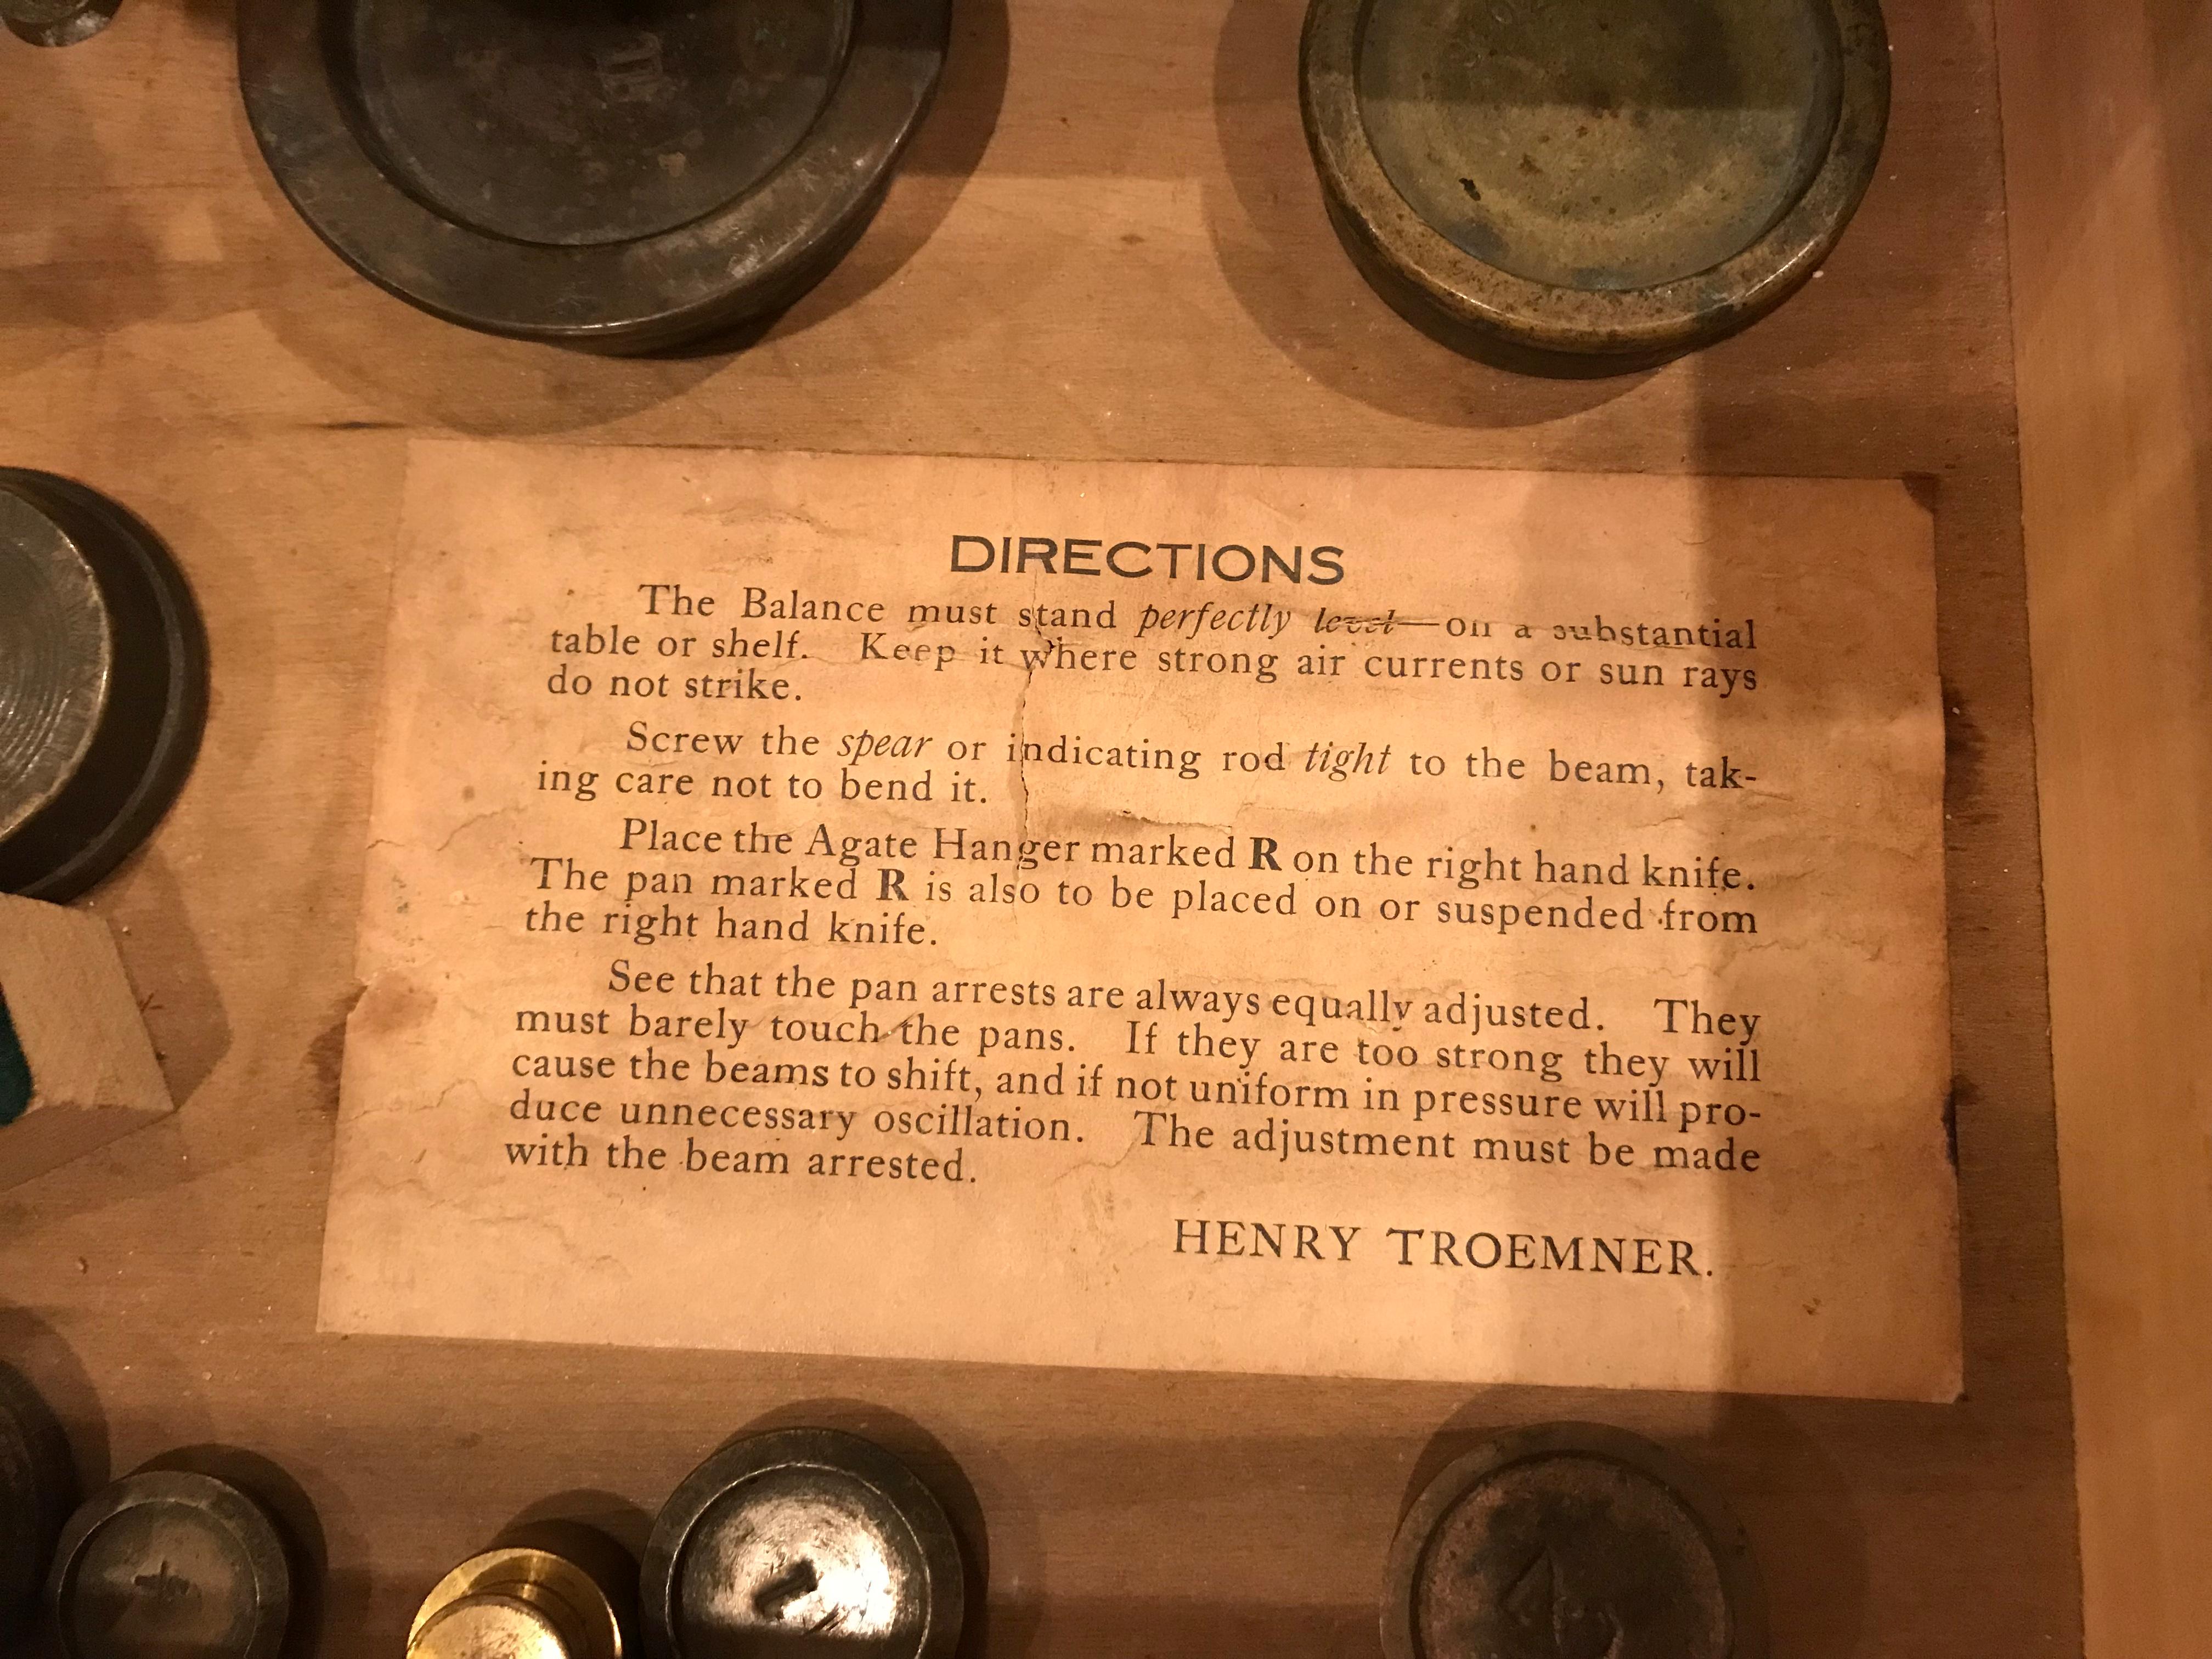 DIRECTIONS
The Balance must stand perfectly level on a substantial
table or shelf. Keep it where strong air currents or sun rays
do not strike.
Screw the spear or indicating rod tight to the beam, tak-
ing care not to bend it.
Place the Agate Hanger marked R on the right hand knife.
The pan marked R is also to be placed on or suspended from
the right hand knife.
See that the pan arrests are always equally adjusted. They
must barely touch the pans. If they are too strong they will
cause the beams to shift, and if not uniform in pressure will pro-
duce unnecessary oscillation. The adjustment must be made
with the beam arrested.
HENRY TROEMNER.